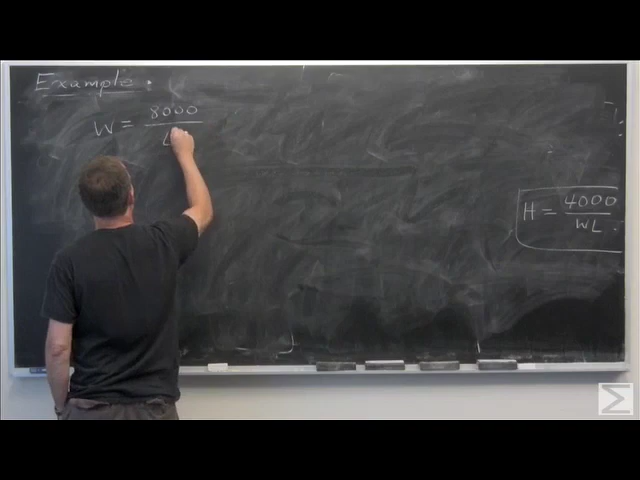 Example:
W = 8000
L
H = 4000
WL
Σ